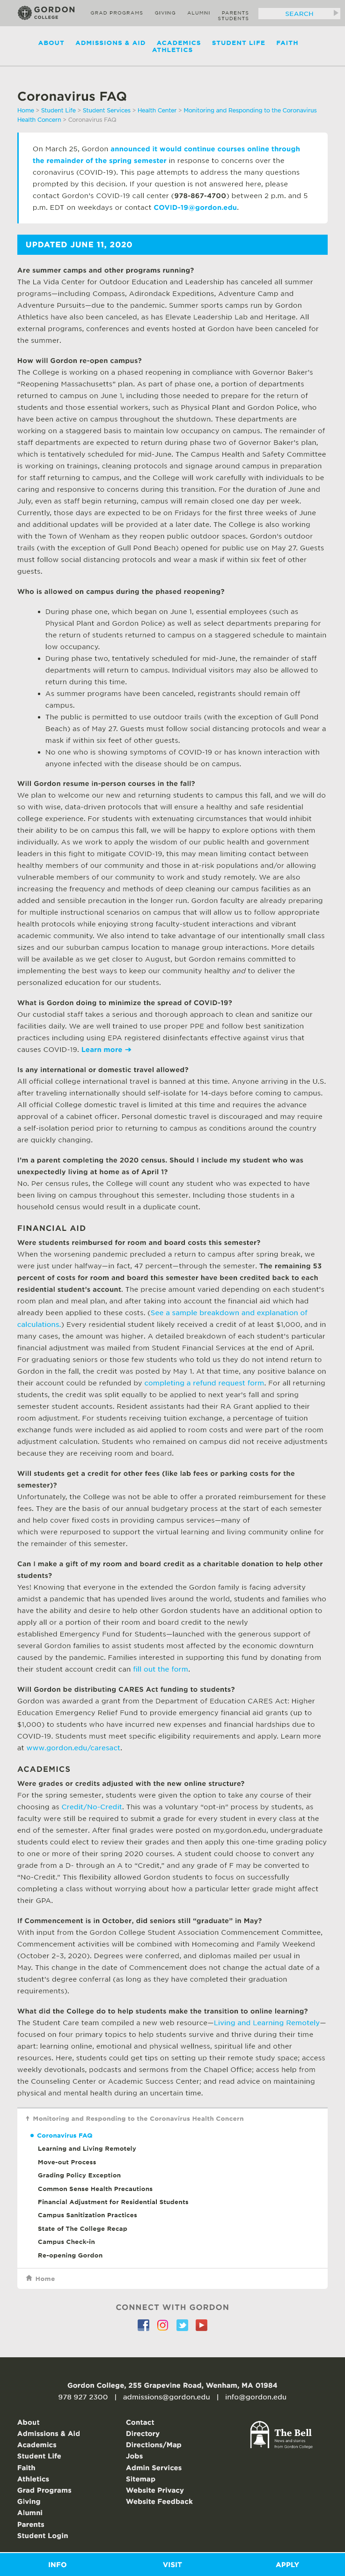 GORDON
COLLEGE
GRAD PROGRAMS GIVING ALUMNI PARENTS
STUDENTS
SEARCH
ABOUT ADMISSIONS & AID ACADEMICS STUDENT LIFE FAITH
ATHLETICS
Coronavirus FAQ
Home > Student Life > Student Services > Health Center > Monitoring and Responding to the Coronavirus
Health Concern > Coronavirus FAQ
On March 25, Gordon announced it would continue courses online through
the remainder of the spring semester in response to concerns over the
coronavirus (COVID-19). This page attempts to address the many questions
prompted by this decision. If your question is not answered here, please
contact Gordon's COVID-19 call center (978-867-4700) between 2 p.m. and 5
p.m. EDT on weekdays or contact COVID-19@gordon.edu.
UPDATED JUNE 11, 2020
Are summer camps and other programs running?
The La Vida Center for Outdoor Education and Leadership has canceled all summer
programs—including Compass, Adirondack Expeditions, Adventure Camp and
Adventure Pursuits—due to the pandemic. Summer sports camps run by Gordon
Athletics have also been canceled, as has Elevate Leadership Lab and Heritage. All
external programs, conferences and events hosted at Gordon have been canceled for
the summer.
How will Gordon re-open campus?
The College is working on a phased reopening in compliance with Governor Baker's
"Reopening Massachusetts" plan. As part of phase one, a portion of departments
returned to campus on June 1, including those needed to prepare for the return of
students and those essential workers, such as Physical Plant and Gordon Police, who
have been active on campus throughout the shutdown. These departments are
working on a staggered basis to maintain low occupancy on campus. The remainder of
staff departments are expected to return during phase two of Governor Baker's plan,
which is tentatively scheduled for mid-June. The Campus Health and Safety Committee
is working on trainings, cleaning protocols and signage around campus in preparation
for staff to return to campus, and the College will work carefully with individuals to be
caring and responsive to concerns during this transition. For the duration of June and
July, even as staff begin returning, campus will remain closed one day per week.
Currently, those days are expected to be on Fridays for the first three weeks of June
and additional updates will be provided at a later date. The College is also working
with the Town of Wenham as they reopen public outdoor spaces. Gordon's outdoor
trails (with the exception of Gull Pond Beach) opened for public use on May 27. Guests
must follow social distancing protocols and wear a mask if within six feet of other
guests.
Who is allowed on campus during the phased reopening?
• During phase one, which began on June 1, essential employees (such as
Physical Plant and Gordon Police) as well as select departments preparing for
the return of students returned to campus on a staggered schedule to maintain
low occupancy.
• During phase two, tentatively scheduled for mid-June, the remainder of staff
departments will return to campus. Individual visitors may also be allowed to
return during this time.
• As summer programs have been canceled, registrants should remain off
campus.
• The public is permitted to use outdoor trails (with the exception of Gull Pond
Beach) as of May 27. Guests must follow social distancing protocols and wear a
mask if within six feet of other guests.
• No one who is showing symptoms of COVID-19 or has known interaction with
anyone infected with the disease should be on campus.
Will Gordon resume in-person courses in the fall?
We plan to welcome our new and returning students to campus this fall, and we will do
so with wise, data-driven protocols that will ensure a healthy and safe residential
college experience. For students with extenuating circumstances that would inhibit
their ability to be on campus this fall, we will be happy to explore options with them
individually. As we work to apply the wisdom of our public health and government
leaders in this fight to mitigate COVID-19, this may mean limiting contact between
healthy members of our community and those in at-risk populations and/or allowing
vulnerable members of our community to work and study remotely. We are also
increasing the frequency and methods of deep cleaning our campus facilities as an
added and sensible precaution in the longer run. Gordon faculty are already preparing
for multiple instructional scenarios on campus that will allow us to follow appropriate
health protocols while enjoying strong faculty-student interactions and vibrant
academic community. We also intend to take advantage of our intentionally small class
sizes and our suburban campus location to manage group interactions. More details
will be available as we get closer to August, but Gordon remains committed to
implementing the best ways to keep our community healthy and to deliver the
personalized education for our students.
What is Gordon doing to minimize the spread of COVID-19?
Our custodial staff takes a serious and thorough approach to clean and sanitize our
facilities daily. We are well trained to use proper PPE and follow best sanitization
practices including using EPA registered disinfectants effective against virus that
causes COVID-19. Learn more →
Is any international or domestic travel allowed?
All official college international travel is banned at this time. Anyone arriving in the U.S.
after traveling internationally should self-isolate for 14-days before coming to campus.
All official College domestic travel is limited at this time and requires the advance
approval of a cabinet officer. Personal domestic travel is discouraged and may require
a self-isolation period prior to returning to campus as conditions around the country
are quickly changing.
I'm a parent completing the 2020 census. Should I include my student who was
unexpectedly living at home as of April 1?
No. Per census rules, the College will count any student who was expected to have
been living on campus throughout this semester. Including those students in a
household census would result in a duplicate count.
FINANCIAL AID
Were students reimbursed for room and board costs this semester?
When the worsening pandemic precluded a return to campus after spring break, we
were just under halfway—in fact, 47 percent—through the semester. The remaining 53
percent of costs for room and board this semester have been credited back to each
residential student's account. The precise amount varied depending on each student's
room plan and meal plan, and after taking into account the financial aid which had
already been applied to these costs. (See a sample breakdown and explanation of
calculations.) Every residential student likely received a credit of at least $1,000, and in
many cases, the amount was higher. A detailed breakdown of each student's particular
financial adjustment was mailed from Student Financial Services at the end of April.
For graduating seniors or those few students who told us they do not plan to return to
Gordon in the fall, the credit was posted by May 1. At that time, any positive balance on
their account could be refunded by completing a refund request form. For all returning
students, the credit was split equally to be applied to next year's fall and spring
semester student accounts. Resident assistants had their RA Grant applied to their
room adjustment. For students receiving tuition exchange, a percentage of tuition
exchange funds were used as part of their room and board costs and were part of the
adjustment calculation. Students who remained on campus did not receive adjustments
because they are receiving room and board.
Will students get a credit for other fees (like lab fees or parking costs for the
semester)?
Unfortunately, the College was not be able to offer a prorated reimbursement for these
fees. They are on the basis of our annual budgetary process at the start of each semester
and help cover fixed costs in providing campus services—many of
which were repurposed to support the virtual learning and living community online for
the remainder of this semester.
Can I make a gift of my room and board credit as a charitable donation to help other
students?
Yes! Knowing that everyone in the extended the Gordon family is facing adversity
amidst a pandemic that has upended lives around the world, students and families who
have the ability and desire to help other Gordon students have an additional option to
apply all or a portion of their room and board credit to the newly
established Emergency Fund for Students—launched with the generous support of
several Gordon families to assist students most affected by the economic downturn
caused by the pandemic. Families interested in supporting this fund by donating from
their student account credit can fill out the form.
Will Gordon be distributing CARES Act funding to students?
Gordon was awarded a grant from the Department of Education CARES Act: Higher
Education Emergency Relief Fund to provide emergency financial aid grants (up to
$1,000) to students who have incurred new expenses and financial hardships due to
COVID-19. Students must meet specific eligibility requirements and apply. Learn more
at www.gordon.edu/caresact.
ACADEMICS
Were grades or credits adjusted with the new online structure?
For the spring semester, students were given the option to take any course of their
choosing as Credit/No-Credit. This was a voluntary "opt-in" process by students, as
faculty were still be required to submit a grade for every student in every class at the
end of the semester. After final grades were posted on my.gordon.edu, undergraduate
students could elect to review their grades and then apply this one-time grading policy
to one or more of their spring 2020 courses. A student could choose to convert any
grade from a D- through an A to "Credit," and any grade of F may be converted to
"No-Credit." This flexibility allowed Gordon students to focus on successfully
completing a class without worrying about how a particular letter grade might affect
their GPA.
If Commencement is in October, did seniors still "graduate" in May?
With input from the Gordon College Student Association Commencement Committee,
Commencement activities will be combined with Homecoming and Family Weekend
(October 2–3, 2020). Degrees were conferred, and diplomas mailed per usual in
May. This change in the date of Commencement does not change the actual date of a
student's degree conferral (as long as they have completed their graduation
requirements).
What did the College do to help students make the transition to online learning?
The Student Care team compiled a new web resource—Living and Learning Remotely—
focused on our primary topics to help students survive and thrive during their time
apart: learning online, emotional and physical wellness, spiritual life and other
resources. Here, students could get tips on setting up their remote study space; access
weekly devotionals, podcasts and sermons from the Chapel Office; access help from
the Counseling Center or Academic Success Center; and read advice on maintaining
physical and mental health during an uncertain time.
Monitoring and Responding to the Coronavirus Health Concern
Coronavirus FAQ
Learning and Living Remotely
Move-out Process
Grading Policy Exception
Common Sense Health Precautions
Financial Adjustment for Residential Students
Campus Sanitization Practices
State of The College Recap
Campus Check-in
Re-opening Gordon
Home
CONNECT WITH GORDON
Gordon College, 255 Grapevine Road, Wenham, MA 01984
978 927 2300 | admissions@gordon.edu | info@gordon.edu
About
Admissions & Aid
Academics
Student Life
Faith
Athletics
Grad Programs
Giving
Alumni
Parents
Student Login
Contact
Directory
Directions/Map
Jobs
Admin Services
Sitemap
Website Privacy
Website Feedback
The Bell
News and stories
from Gordon College
INFO VISIT APPLY